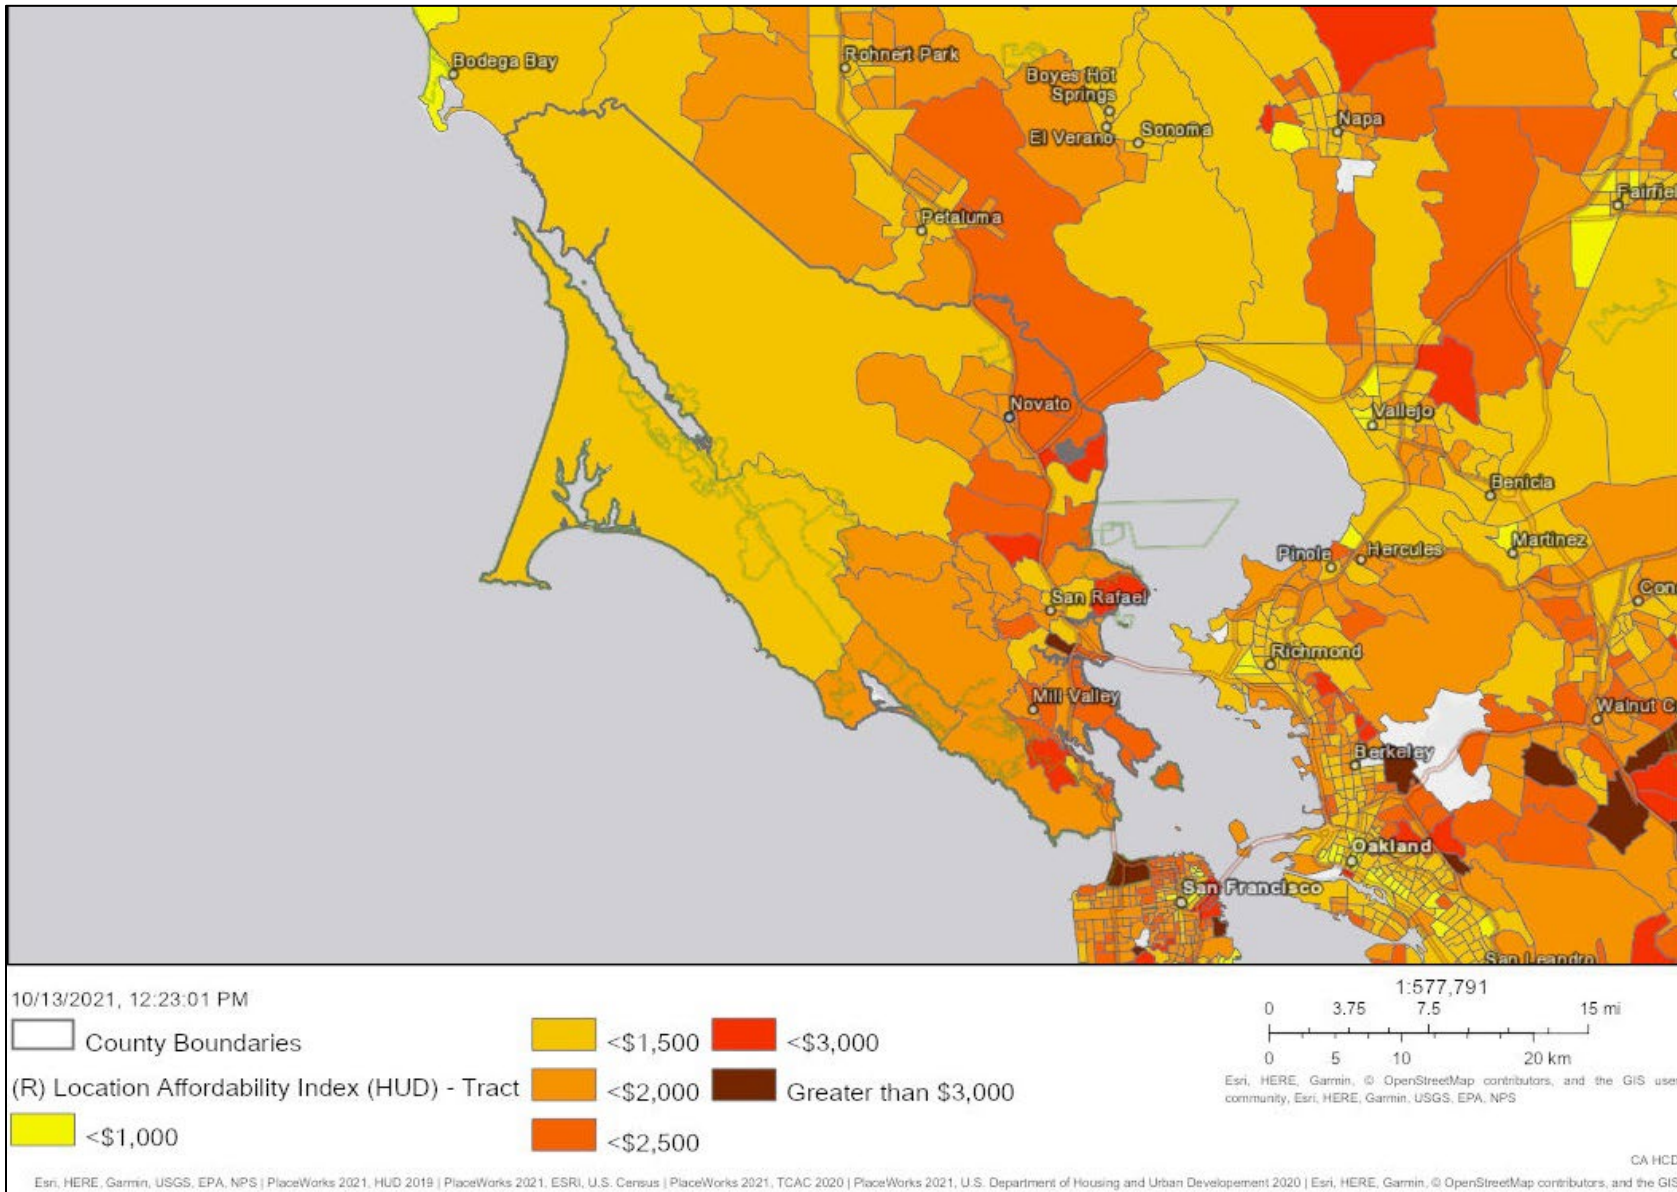 Bodega Bay
Rohnert Park
Boyes Hot
Springs
El Verano
Sonoma
Napa
Petaluma
Novato
Vallejo
Benicia
Martinez
Pinole
Hercules
San Rafael
Richmond
Mill Valley
Walnut C
Berkeley
Oakland
San Francisco
San Leandro
10/13/2021, 12:23:01 PM
County Boundaries
(R) Location Affordability Index (HUD) - Tract
<$1,000
<$1,500
<$2,000
<$2,500
<$3,000
Greater than $3,000
1:577,791
0 3.75 7.5 15 mi
0 5 10 20 km
Esri, HERE, Garmin, © OpenStreetMap contributors, and the GIS user
community, Esri, HERE, Garmin, USGS, EPA, NPS
CA HCD
Esri, HERE, Garmin, USGS, EPA, NPS | PlaceWorks 2021, HUD 2019 | PlaceWorks 2021, ESRI, U.S. Census | PlaceWorks 2021, TCAC 2020 | PlaceWorks 2021, U.S. Department of Housing and Urban Developement 2020 | Esri, HERE, Garmin, © OpenStreetMap contributors, and the GIS